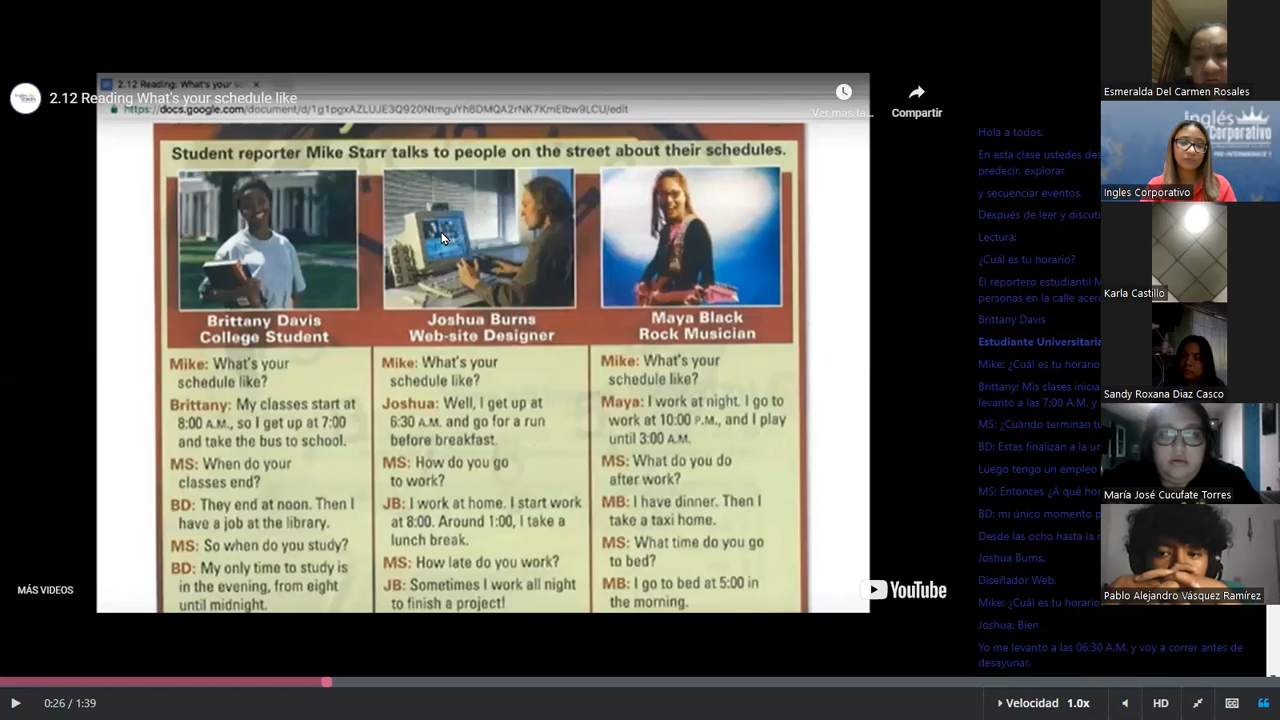 2.12 Reading: What's your
2.12 Reading What's your schedule like
https://docs.google.com/document/d/1g1pgxAZLUJE3Q920NtmguYh8DMQA2rNK7KmElbw9LCU/edit
Compartir
Student reporter Mike Starr talks to people on the street about their schedules.
Brittany Davis
College Student
Mike: What's your
schedule like?
Brittany: My classes start at
8:00 A.M., so I get up at 7:00
and take the bus to school.
MS: When do your
classes end?
BD: They end at noon. Then I
have a job at the library.
MS: So when do you study?
BD: My only time to study is
in the evening, from eight
until midnight.
Joshua Burns
Web-site Designer
Mike: What's your
schedule like?
Joshua: Well, I get up at
6:30 A.M. and go for a run
before breakfast.
MS: How do you go
to work?
JB: I work at home. I start work
at 8:00. Around 1:00, I take a
lunch break.
MS: How late do you work?
JB: Sometimes I work all night
to finish a project!
Maya Black
Rock Musician
Mike: What's your
schedule like?
Maya: I work at night. I go to
work at 10:00 P.M., and I play
until 3:00 A.M.
MS: What do you do
after work?
MB: I have dinner. Then I
take a taxi home.
MS: What time do you go
to bed?
MB: I go to bed at 5:00 in
the morning.
MÁS VIDEOS
YouTube
Hola a todos.
En esta clase ustedes des
predecir, explorar
y secuenciar eventos.
Después de leer y discutu
Lectura:
¿Cuál es tu horario?
El reportero estudiantil M
personas en la calle acerc
Brittany Davis
Estudiante Universitaria
Mike: ¿Cuál es tu horario
Brittany: Mis clases inicia
levanto a las 7:00 A.M. y
MS: ¿Cuándo terminan tu
BD: Estas finalizan a la un
Luego tengo un empleo
MS: Entonces ¿A qué hor
BD: mi único momento p
Desde las ocho hasta la
Joshua Burns.
Diseñador Web.
Mike: ¿Cuál es tu horario
Joshua: Bien
Yo me levanto a las 06:30 A.M. y voy a correr antes de
desayunar.
Esmeralda Del Carmen Rosales
Inglés
Corporativo
Ingles Corporativo
Karla Castillo
Sandy Roxana Diaz Casco
María José Cucufate Torres
Pablo Alejandro Vásquez Ramírez
0:26 / 1:39
Velocidad 1.0x
HD